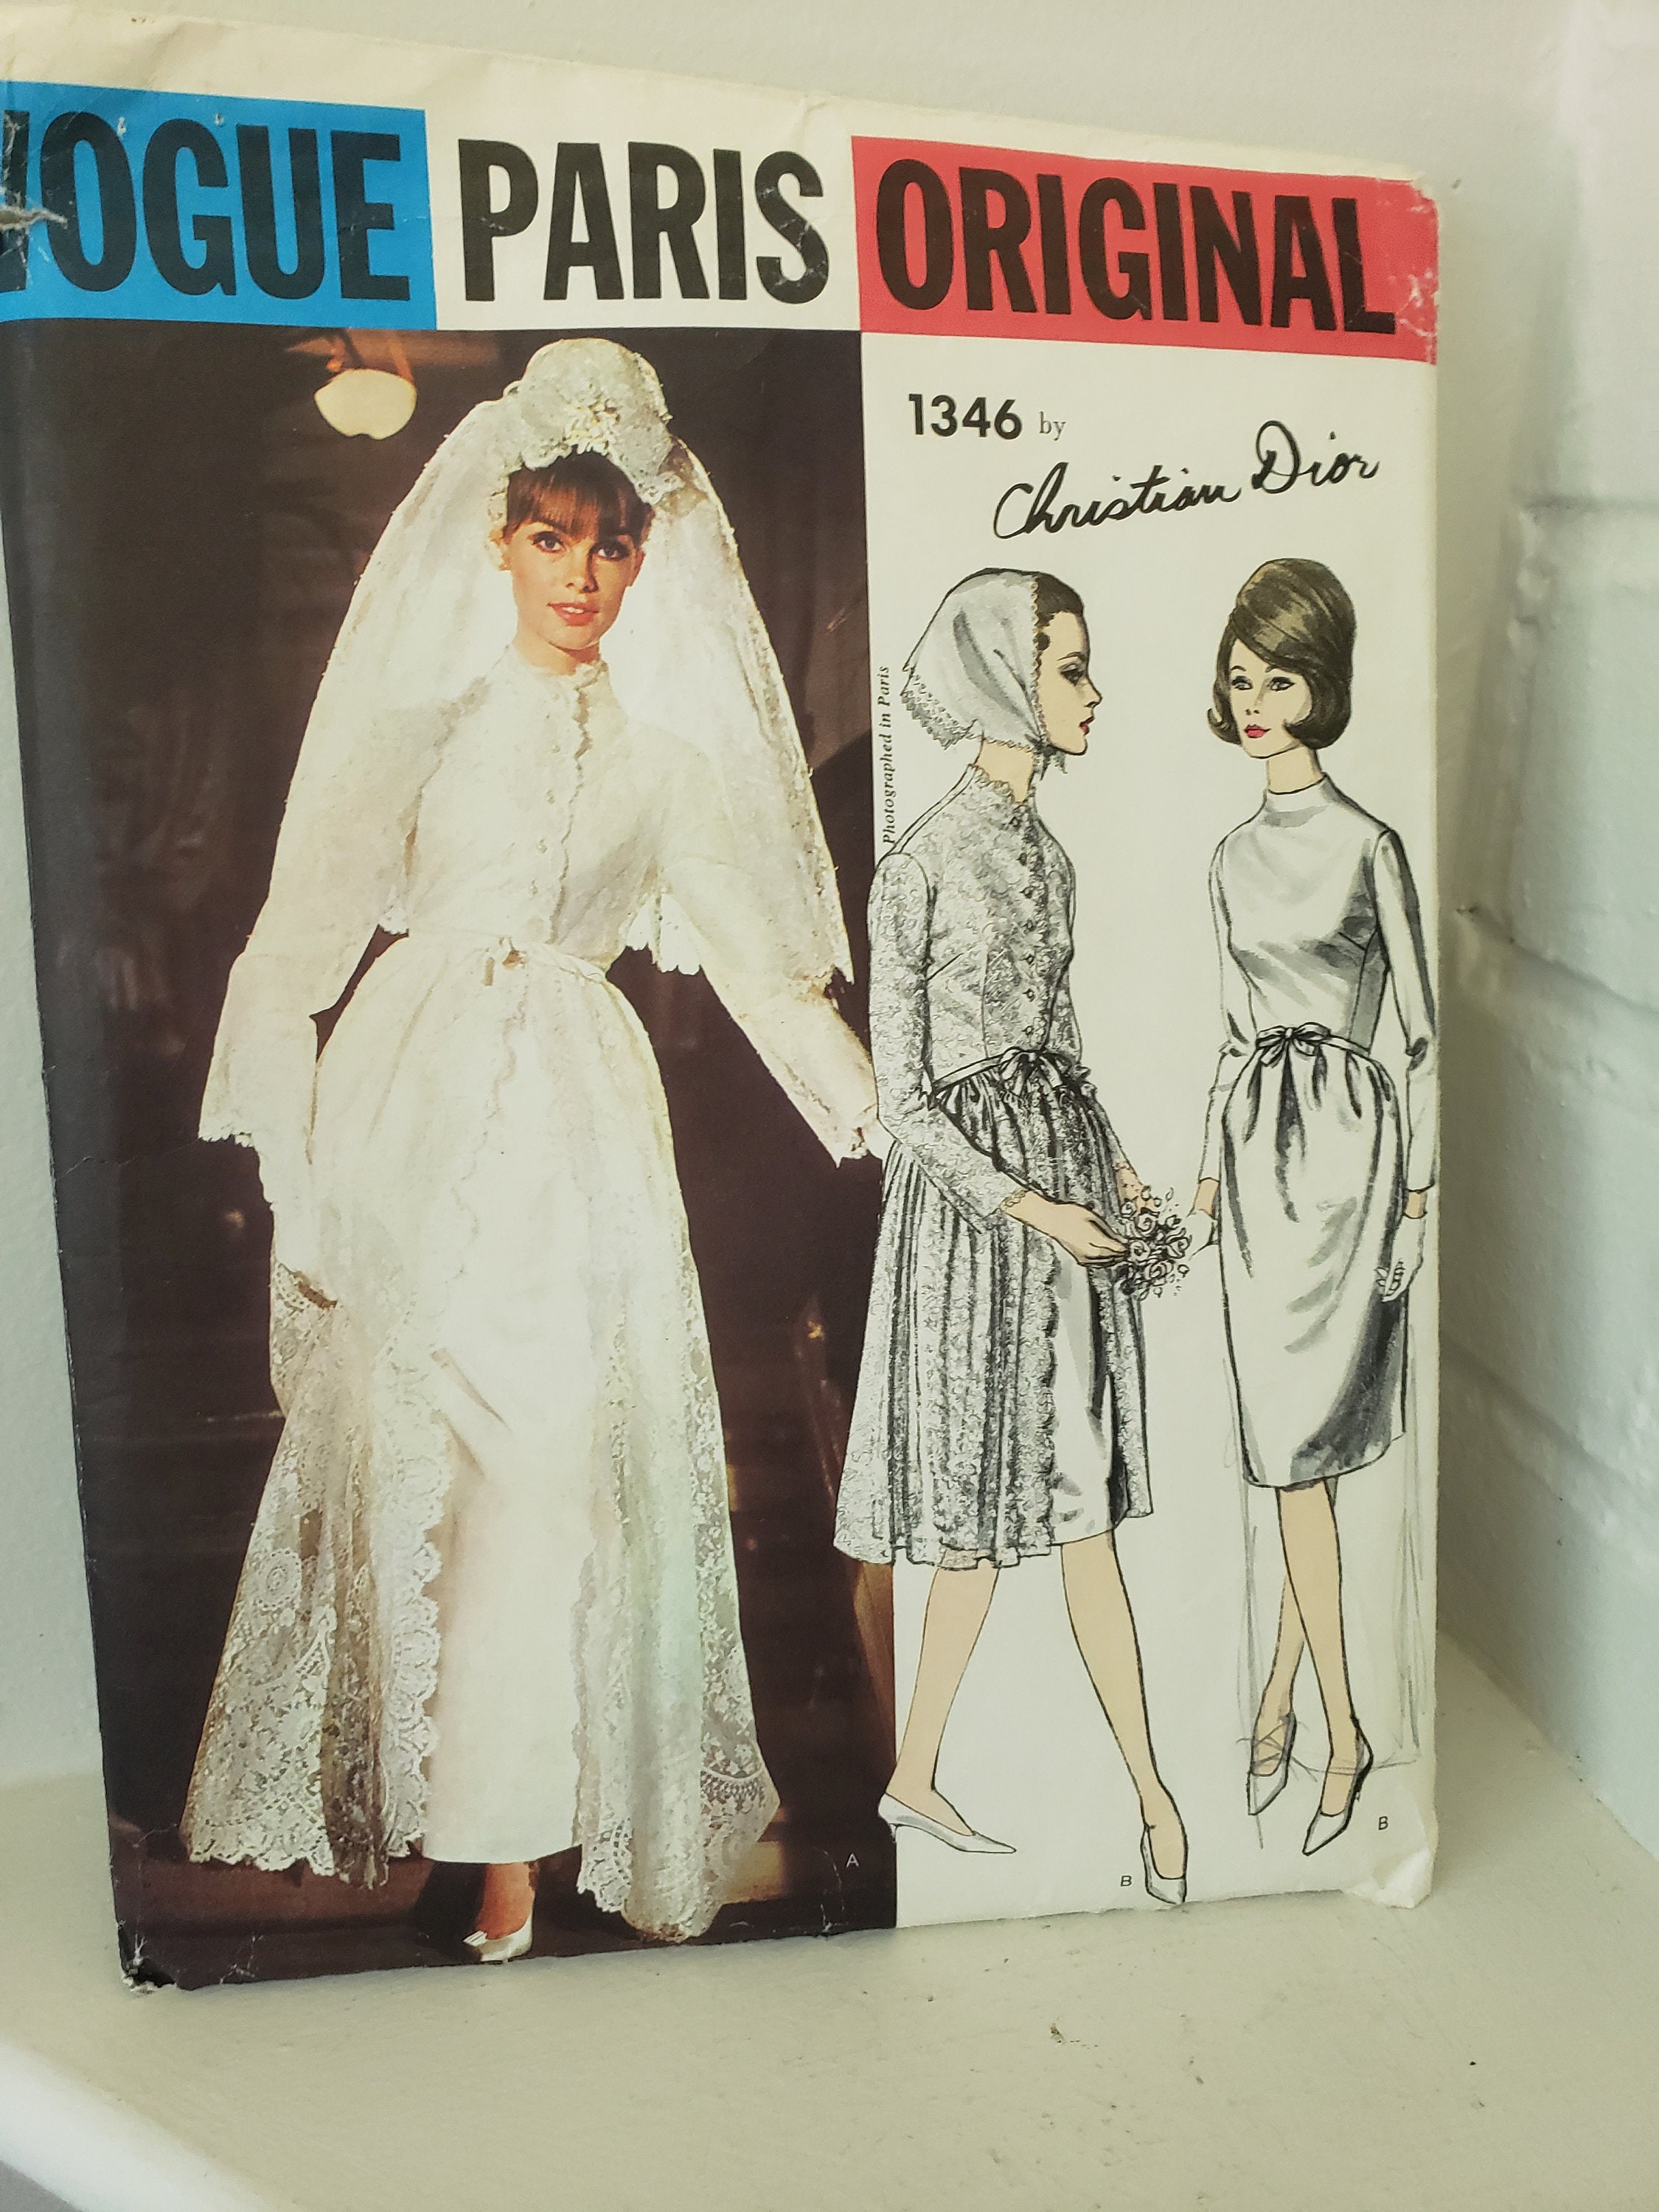 VOGUE PARIS ORIGINAL
1346 by
Christian Dior
Photographed in Paris
A
B
B